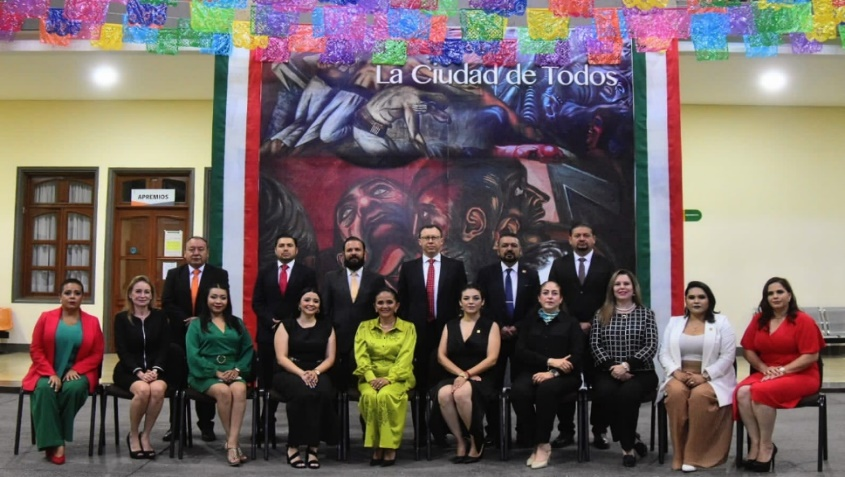 La Ciudad de Todos
APREMIOS